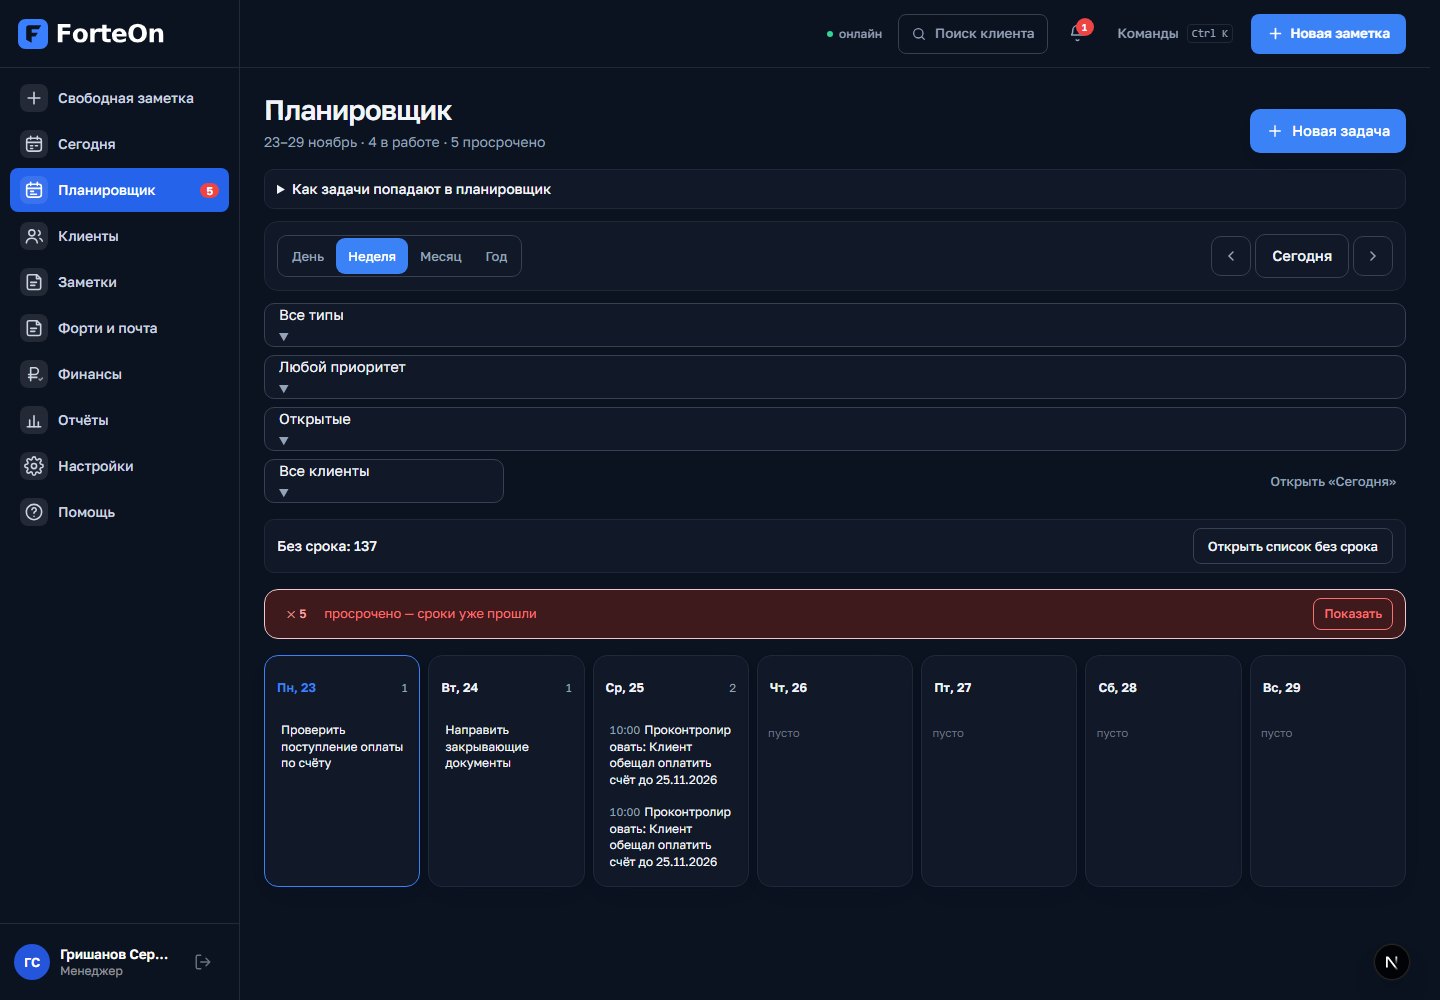 ForteOn
онлайн
Поиск клиента
1
Команды
Ctrl K
Новая заметка
Свободная заметка
Сегодня
Планировщик
5
Клиенты
Заметки
Форти и почта
Финансы
Отчёты
Настройки
Помощь
Гришанов Сер...
Менеджер
ГС
Планировщик
23–29 ноябрь · 4 в работе · 5 просрочено
Новая задача
Как задачи попадают в планировщик
День
Неделя
Месяц
Год
Сегодня
Все типы
Любой приоритет
Открытые
Все клиенты
Открыть «Сегодня»
Без срока: 137
Открыть список без срока
× 5 просрочено — сроки уже прошли
Показать
Пн, 23
1
Проверить
поступление оплаты
по счёту
Вт, 24
1
Направить
закрывающие
документы
Ср, 25
2
10:00 Проконтролир
овать: Клиент
обещал оплатить
счёт до 25.11.2026
10:00 Проконтролир
овать: Клиент
обещал оплатить
счёт до 25.11.2026
Чт, 26
пусто
Пт, 27
пусто
Сб, 28
пусто
Вс, 29
пусто
N